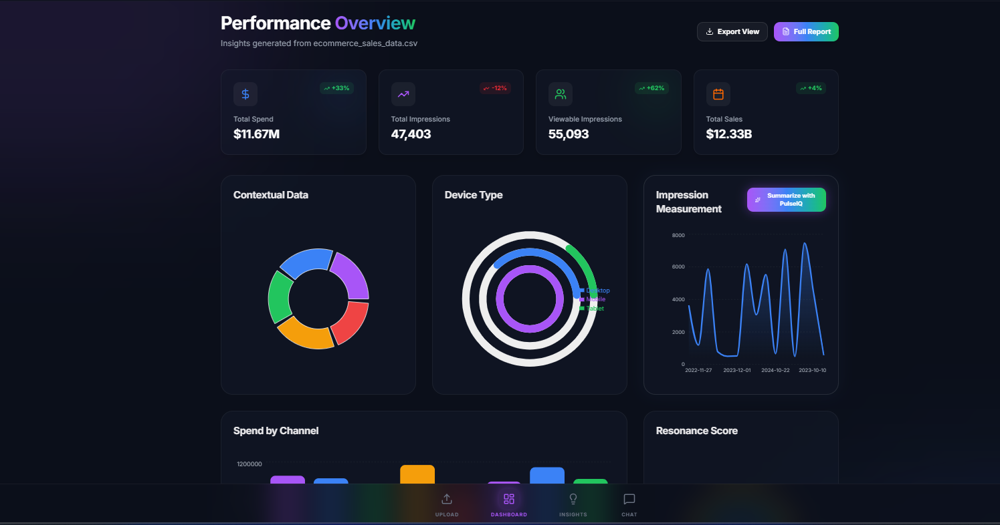 Performance Overview
Insights generated from ecommerce_sales_data.csv
Export View
Full Report
+33%
Total Spend
$11.67M
-12%
Total Impressions
47,403
+62%
Viewable Impressions
55,093
+4%
Total Sales
$12.33B
Contextual Data
Device Type
Desktop
Mobile
Tablet
Impression
Measurement
Summarize with
PulseIQ
8000
6000
4000
2000
0
2022-11-27
2023-12-01
2024-10-22
2023-10-10
Spend by Channel
1200000
Resonance Score
UPLOAD
DASHBOARD
INSIGHTS
CHAT